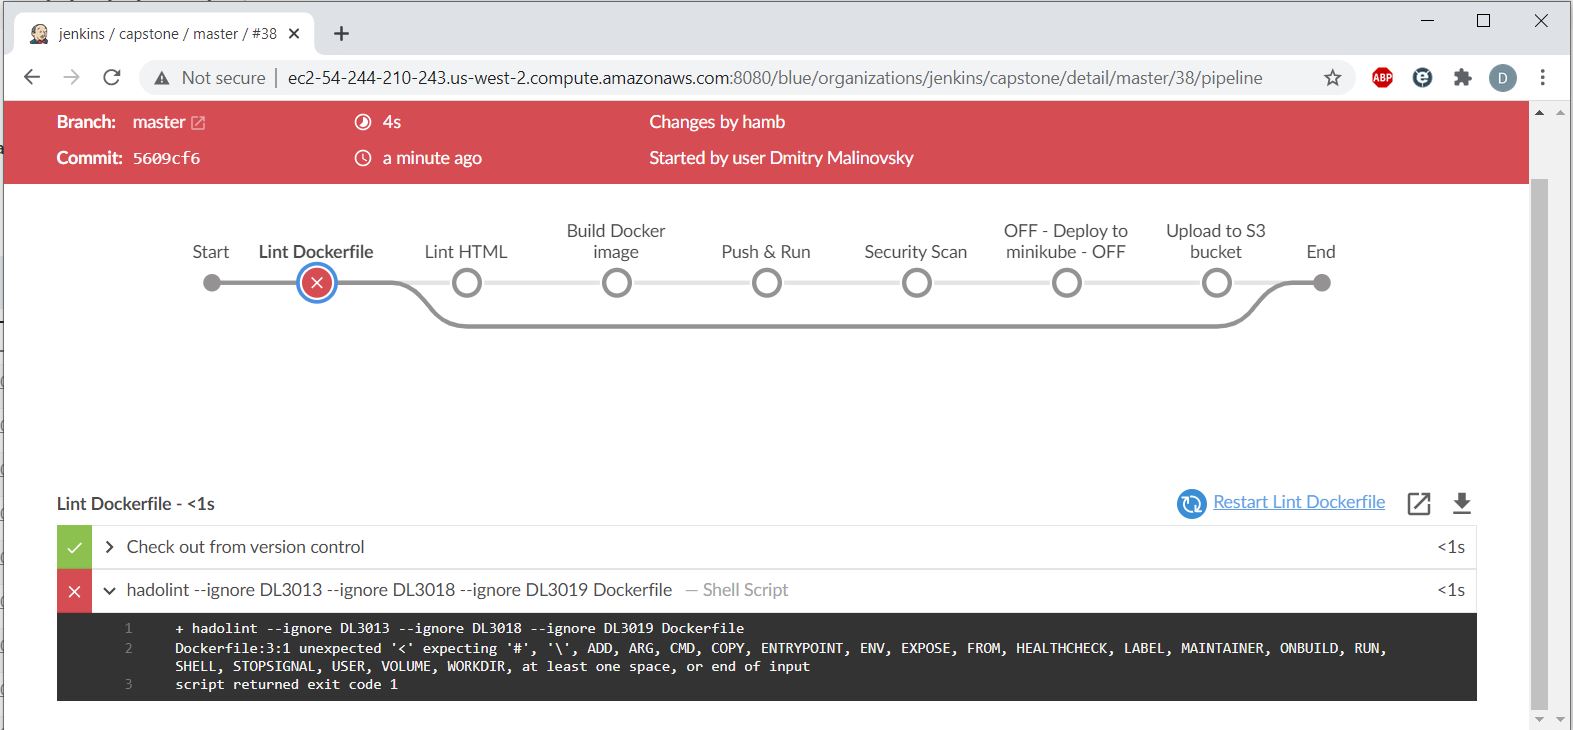 jenkins / capstone / master / #38
Not secure | ec2-54-244-210-243.us-west-2.compute.amazonaws.com:8080/blue/organizations/jenkins/capstone/detail/master/38/pipeline
ABP
D
Branch: master 4s Changes by hamb
Commit: 5609cf6 a minute ago Started by user Dmitry Malinovsky
Start
Lint Dockerfile
Lint HTML
Build Docker
image
Push & Run
Security Scan
OFF - Deploy to
minikube - OFF
Upload to S3
bucket
End
Lint Dockerfile - <1s
Restart Lint Dockerfile
Check out from version control <1s
hadolint --ignore DL3013 --ignore DL3018 --ignore DL3019 Dockerfile — Shell Script <1s
1 + hadolint --ignore DL3013 --ignore DL3018 --ignore DL3019 Dockerfile
2 Dockerfile:3:1 unexpected '<' expecting '#', '\', ADD, ARG, CMD, COPY, ENTRYPOINT, ENV, EXPOSE, FROM, HEALTHCHECK, LABEL, MAINTAINER, ONBUILD, RUN,
SHELL, STOPSIGNAL, USER, VOLUME, WORKDIR, at least one space, or end of input
3 script returned exit code 1